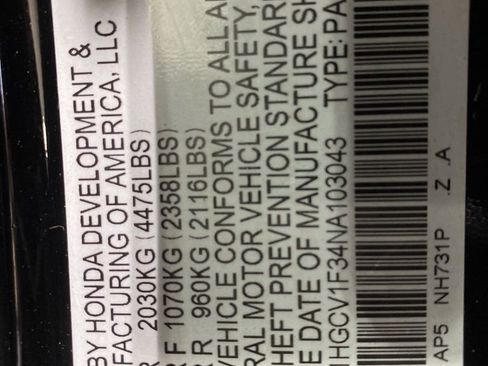 BY HONDA DEVELOPMENT &
FACTURING OF AMERICA, LLC
R 2030KG (4475LBS)
R F 1070KG (2358LBS)
R R 960KG (2116LBS)
VEHICLE CONFORMS TO ALL A
RAL MOTOR VEHICLE SAFETY,
HEFT PREVENTION STANDAR
E DATE OF MANUFACTURE SH
1HGCV1F34NA103043 TYPE: PA
AP5 NH731P .Z .A